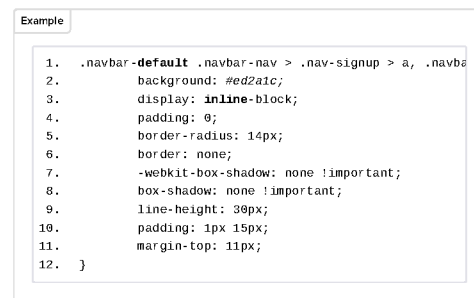 Example
1. .navbar-default .navbar-nav > .nav-signup > a, .navba
2. background: #ed2a1c;
3. display: inline-block;
4. padding: 0;
5. border-radius: 14px;
6. border: none;
7. -webkit-box-shadow: none !important;
8. box-shadow: none !important;
9. line-height: 30px;
10. padding: 1px 15px;
11. margin-top: 11px;
12. }